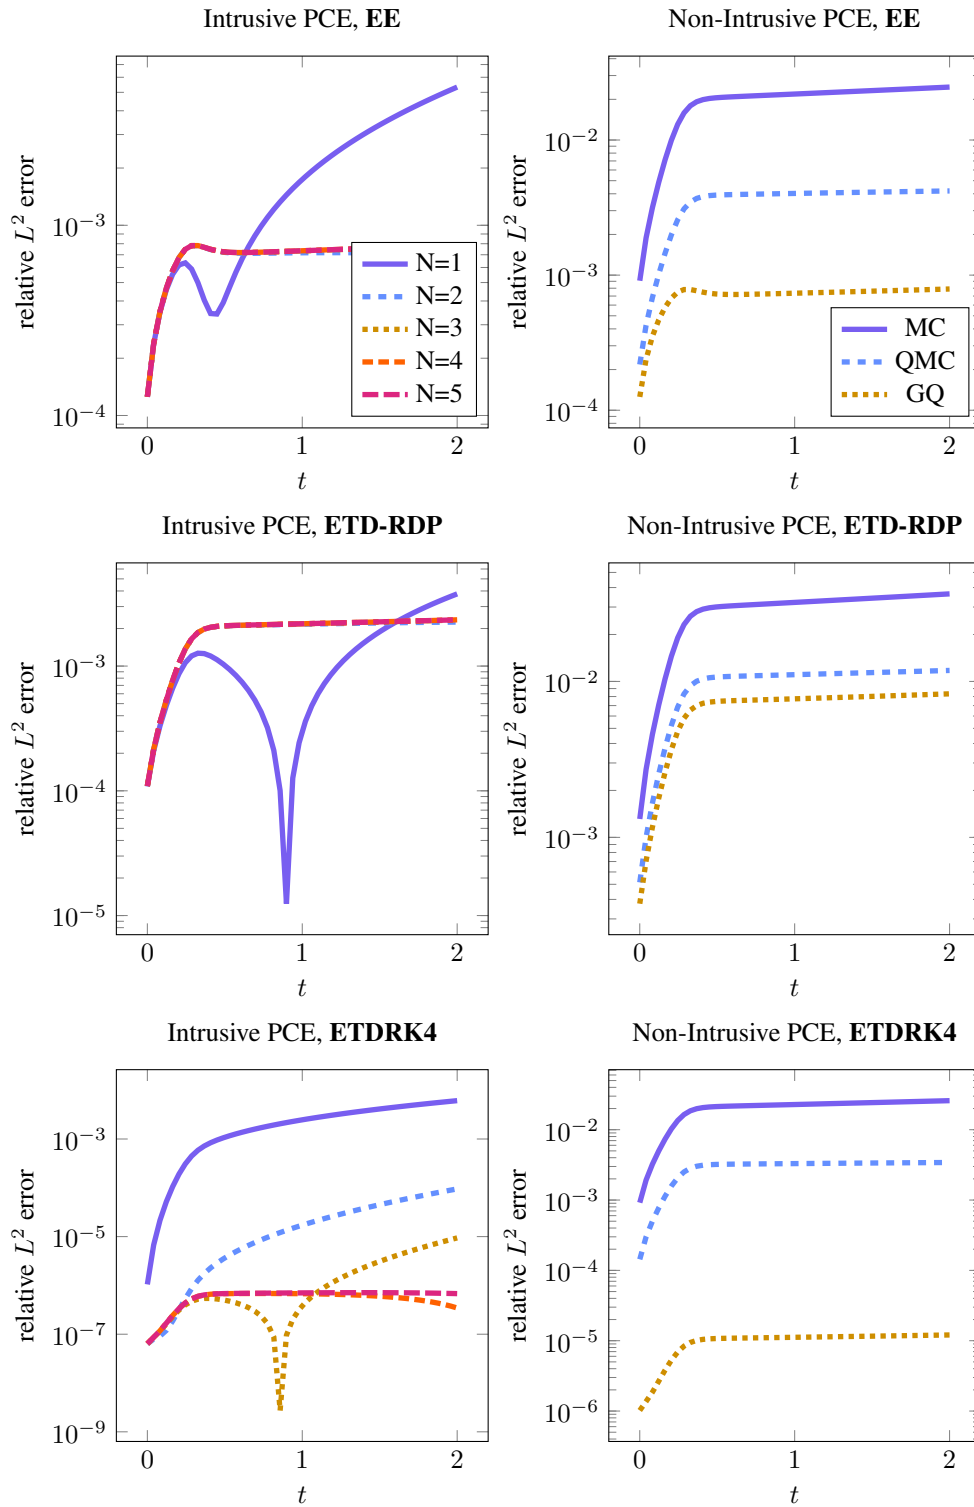 Intrusive PCE, EE
Non-Intrusive PCE, EE
relative L² error
10⁻³
10⁻⁴
N=1
N=2
N=3
N=4
N=5
0 1 2
t
relative L² error
10⁻²
10⁻³
10⁻⁴
MC
QMC
GQ
0 1 2
t
Intrusive PCE, ETD-RDP
Non-Intrusive PCE, ETD-RDP
relative L² error
10⁻³
10⁻⁴
10⁻⁵
0 1 2
t
relative L² error
10⁻²
10⁻³
0 1 2
t
Intrusive PCE, ETDRK4
Non-Intrusive PCE, ETDRK4
relative L² error
10⁻³
10⁻⁵
10⁻⁷
10⁻⁹
0 1 2
t
relative L² error
10⁻²
10⁻³
10⁻⁴
10⁻⁵
10⁻⁶
0 1 2
t